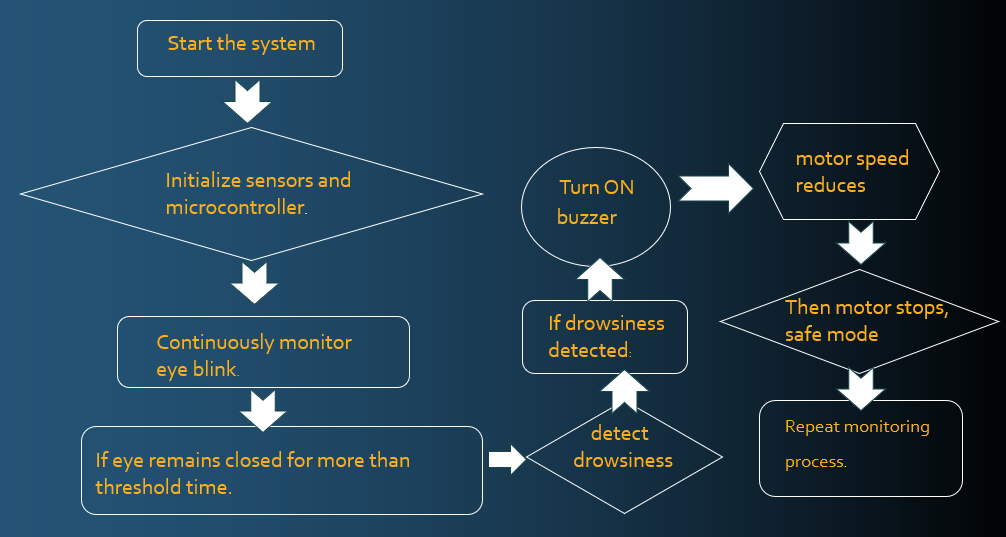 Start the system
Initialize sensors and
microcontroller.
Continuously monitor
eye blink.
If eye remains closed for more than
threshold time.
detect
drowsiness
If drowsiness
detected:
Turn ON
buzzer
motor speed
reduces
Then motor stops,
safe mode
Repeat monitoring
process.